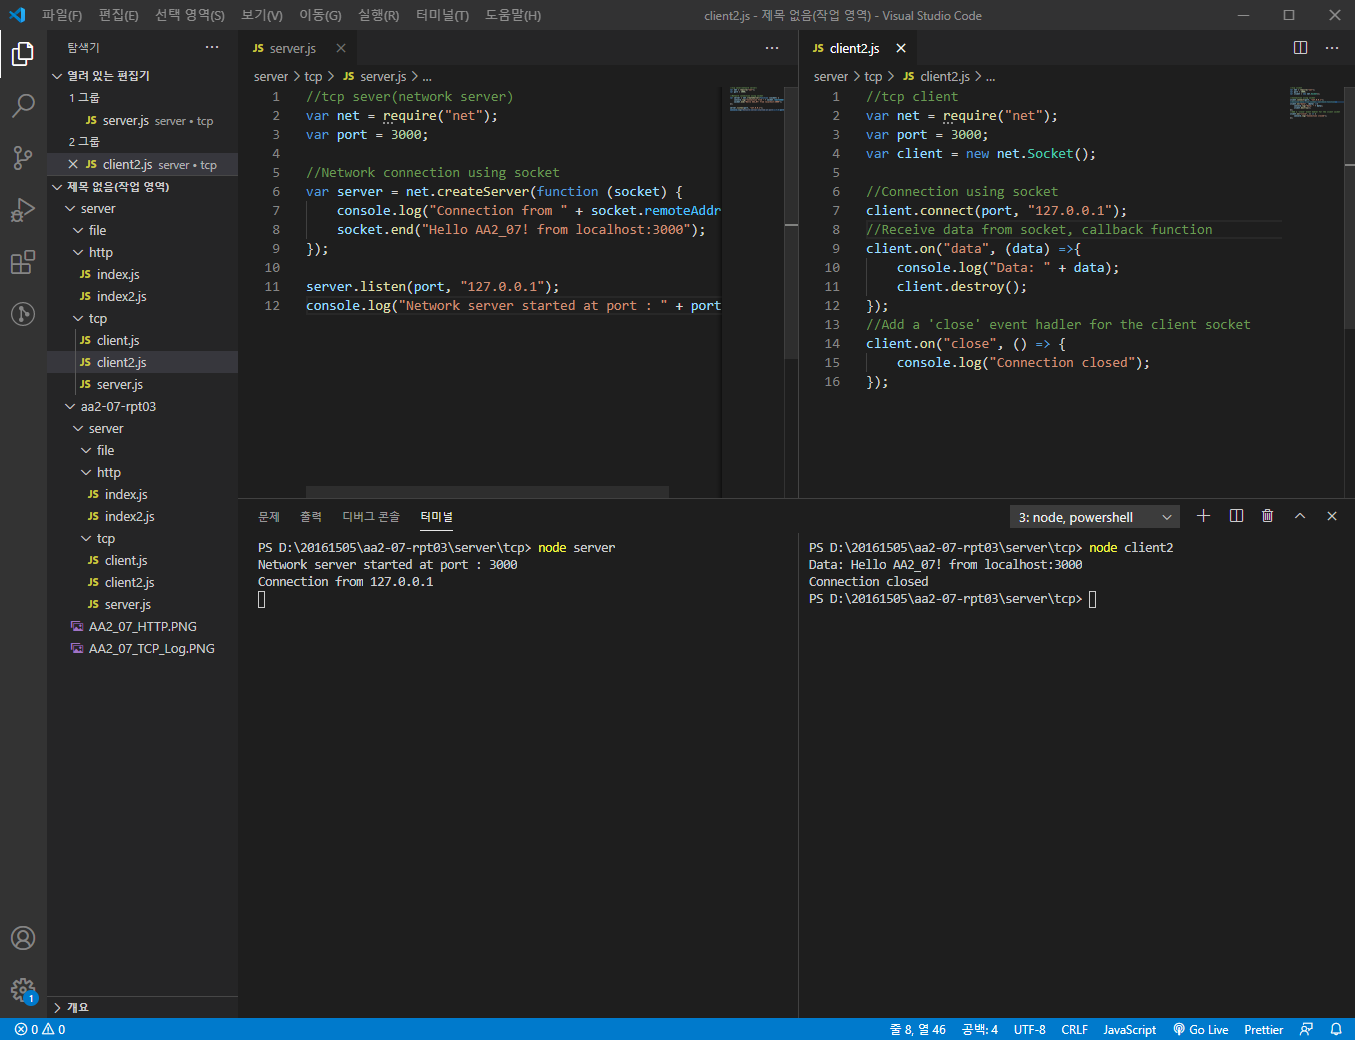 파일(F) 편집(E) 선택 영역(S) 보기(V) 이동(G) 실행(R) 터미널(T) 도움말(H) client2.js - 제목 없음(작업 영역) - Visual Studio Code
탐색기
열려 있는 편집기
1 그룹
JS server.js server • tcp
2 그룹
JS client2.js server • tcp
제목 없음(작업 영역)
server
file
http
JS index.js
JS index2.js
tcp
JS client.js
JS client2.js
JS server.js
aa2-07-rpt03
server
file
http
JS index.js
JS index2.js
tcp
JS client.js
JS client2.js
JS server.js
AA2_07_HTTP.PNG
AA2_07_TCP_Log.PNG
개요
JS server.js
server > tcp > JS server.js > ...
1 //tcp sever(network server)
2 var net = require("net");
3 var port = 3000;
4
5 //Network connection using socket
6 var server = net.createServer(function (socket) {
7 console.log("Connection from " + socket.remoteAddr
8 socket.end("Hello AA2_07! from localhost:3000");
9 });
10
11 server.listen(port, "127.0.0.1");
12 console.log("Network server started at port : " + port
JS client2.js
server > tcp > JS client2.js > ...
1 //tcp client
2 var net = require("net");
3 var port = 3000;
4 var client = new net.Socket();
5
6 //Connection using socket
7 client.connect(port, "127.0.0.1");
8 //Receive data from socket, callback function
9 client.on("data", (data) =>{
10 console.log("Data: " + data);
11 client.destroy();
12 });
13 //Add a 'close' event hadler for the client socket
14 client.on("close", () => {
15 console.log("Connection closed");
16 });
문제 출력 디버그 콘솔 터미널 3: node, powershell
PS D:\20161505\aa2-07-rpt03\server\tcp> node server
Network server started at port : 3000
Connection from 127.0.0.1
PS D:\20161505\aa2-07-rpt03\server\tcp> node client2
Data: Hello AA2_07! from localhost:3000
Connection closed
PS D:\20161505\aa2-07-rpt03\server\tcp>
1
0 0 줄 8, 열 46 공백: 4 UTF-8 CRLF JavaScript Go Live Prettier